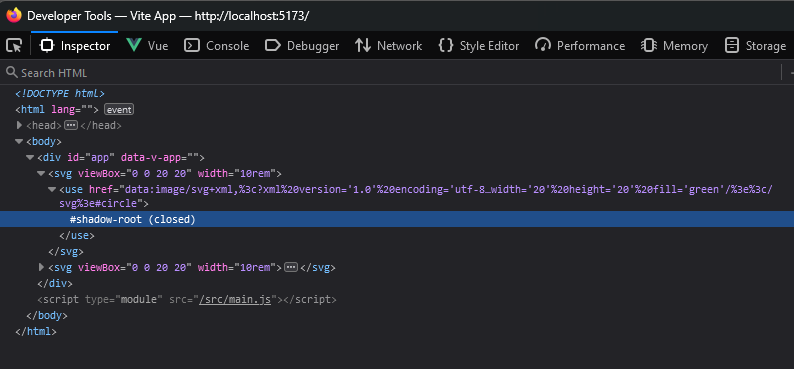 Developer Tools — Vite App — http://localhost:5173/
Inspector Vue Console Debugger Network Style Editor Performance Memory Storage
Search HTML
<!DOCTYPE html>
<html lang=""> event
<head> ... </head>
<body>
<div id="app" data-v-app="">
<svg viewBox="0 0 20 20" width="10rem">
<use href="data:image/svg+xml,%3c?xml%20version='1.0'%20encoding='utf-8…width='20'%20height='20'%20fill='green'/%3e%3c/
svg%3e#circle">
#shadow-root (closed)
</use>
</svg>
<svg viewBox="0 0 20 20" width="10rem"> ... </svg>
</div>
<script type="module" src="/src/main.js"></script>
</body>
</html>